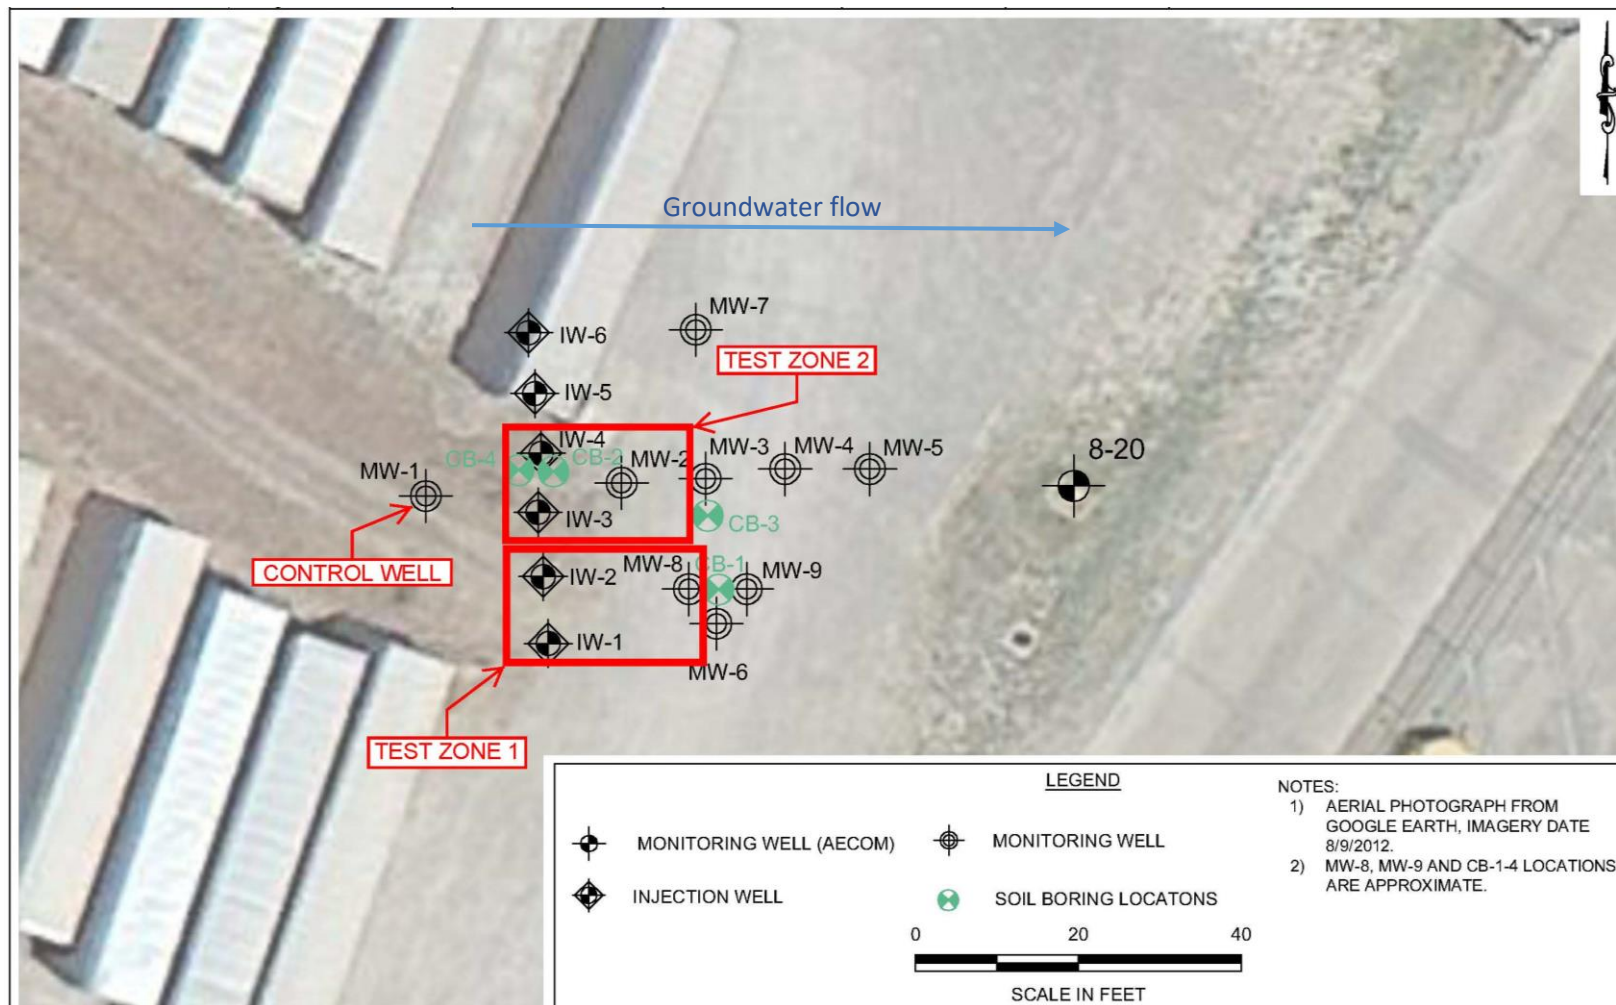 Groundwater flow
MW-7
IW-6
TEST ZONE 2
IW-5
IW-4
MW-3
MW-4
MW-5
8-20
CB-4
CB-2
MW-2
MW-1
IW-3
CB-3
CONTROL WELL
IW-2
MW-8
CB-1
MW-9
IW-1
MW-6
TEST ZONE 1
LEGEND
MONITORING WELL (AECOM)
MONITORING WELL
INJECTION WELL
SOIL BORING LOCATONS
0 20 40
SCALE IN FEET
NOTES:
1) AERIAL PHOTOGRAPH FROM
GOOGLE EARTH, IMAGERY DATE
8/9/2012.
2) MW-8, MW-9 AND CB-1-4 LOCATIONS
ARE APPROXIMATE.